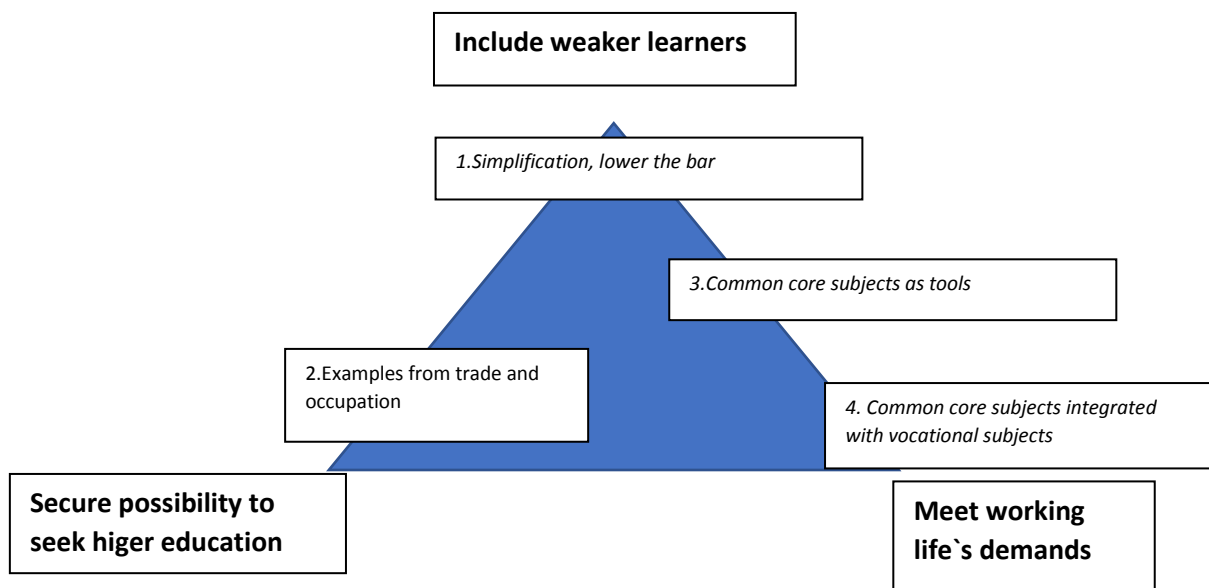 Include weaker learners
1.Simplification, lower the bar
3.Common core subjects as tools
2.Examples from trade and
occupation
4. Common core subjects integrated
with vocational subjects
Secure possibility to
seek higer education
Meet working
life`s demands